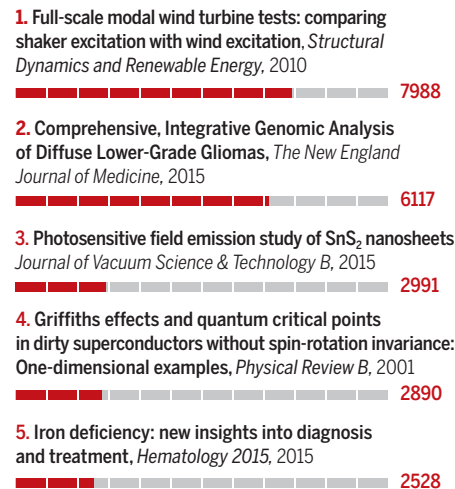 1. Full-scale modal wind turbine tests: comparing
shaker excitation with wind excitation, Structural
Dynamics and Renewable Energy, 2010
7988
2. Comprehensive, Integrative Genomic Analysis
of Diffuse Lower-Grade Gliomas, The New England
Journal of Medicine, 2015
6117
3. Photosensitive field emission study of SnS₂ nanosheets
Journal of Vacuum Science & Technology B, 2015
2991
4. Griffiths effects and quantum critical points
in dirty superconductors without spin-rotation invariance:
One-dimensional examples, Physical Review B, 2001
2890
5. Iron deficiency: new insights into diagnosis
and treatment, Hematology 2015, 2015
2528